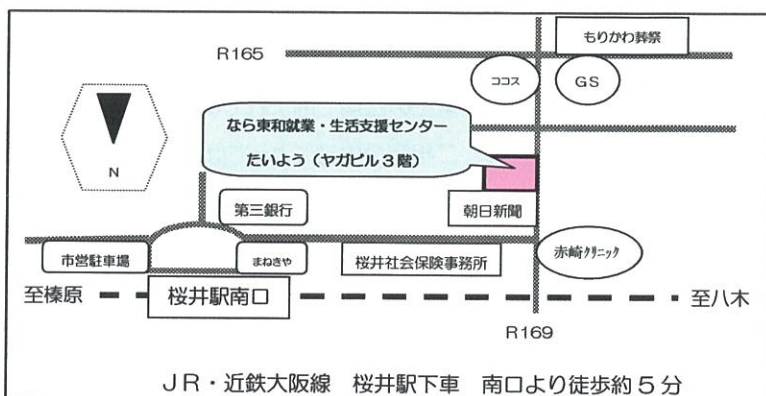 もりかわ葬祭
R165
ココス
GS
なら東和就業・生活支援センター
たいよう（ヤガビル3階）
N
第三銀行
朝日新聞
市営駐車場
まねきや
桜井社会保険事務所
赤崎クリニック
至榛原
桜井駅南口
至八木
R169
JR・近鉄大阪線　桜井駅下車　南口より徒歩約5分